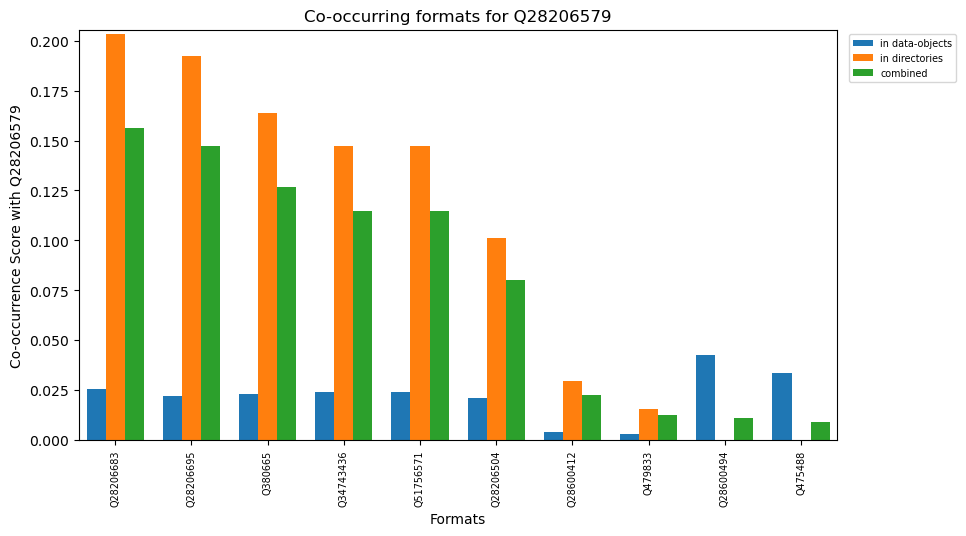 Co-occurring formats for Q28206579
in data-objects
in directories
combined
Co-occurrence Score with Q28206579
0.200
0.175
0.150
0.125
0.100
0.075
0.050
0.025
0.000
Q28206683
Q28206695
Q380665
Q34743436
Q51756571
Q28206504
Q28600412
Q479833
Q28600494
Q475488
Formats